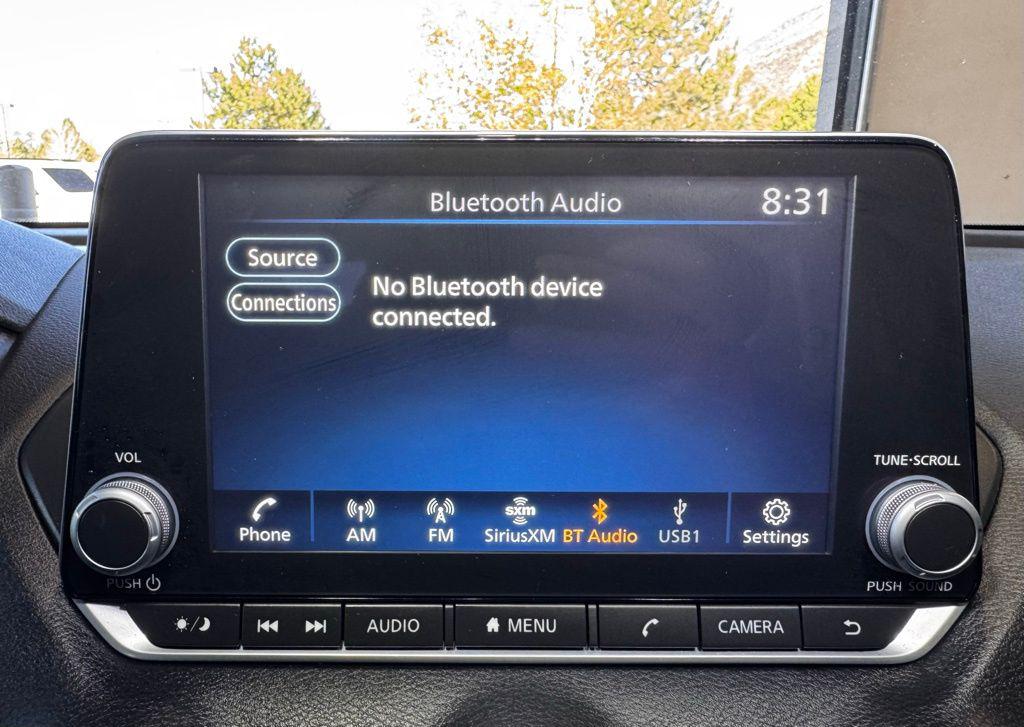 Bluetooth Audio
8:31
Source
Connections
No Bluetooth device
connected.
VOL
TUNE·SCROLL
sxm
Phone
AM
FM
SiriusXM
BT Audio
USB1
Settings
PUSH
PUSH SOUND
AUDIO
MENU
CAMERA